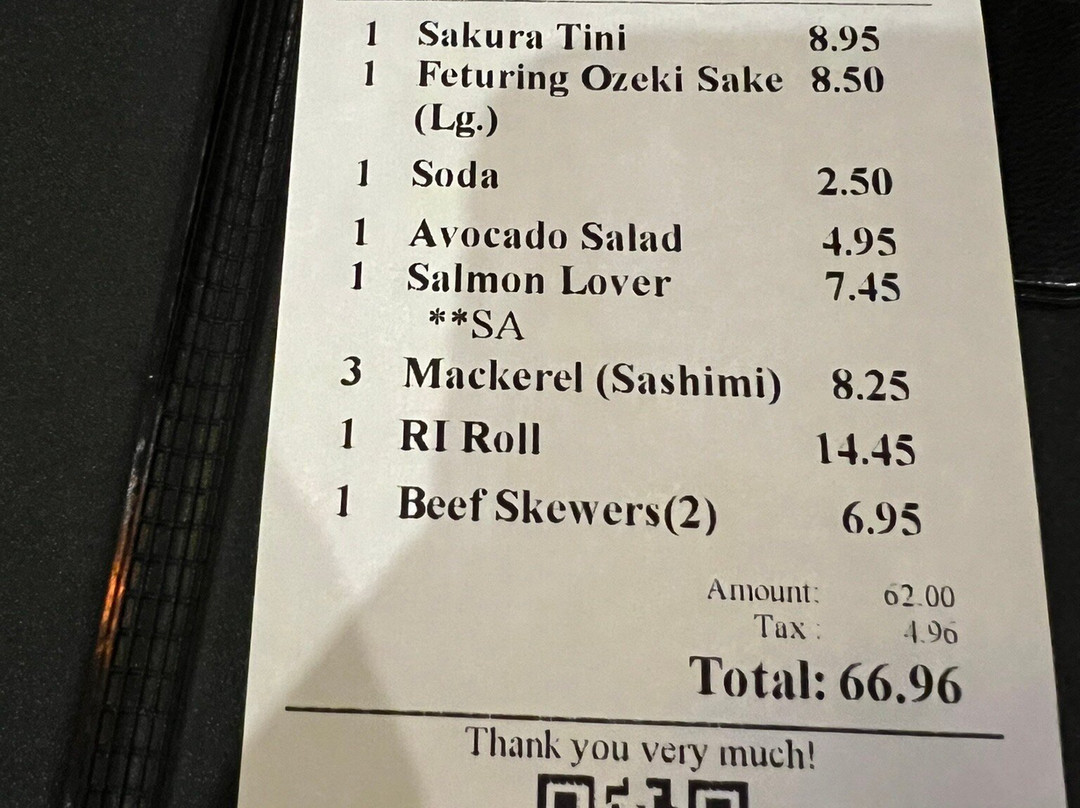 1 Sakura Tini 8.95
1 Feturing Ozeki Sake 8.50
(Lg.)
1 Soda 2.50
1 Avocado Salad 4.95
1 Salmon Lover 7.45
**SA
3 Mackerel (Sashimi) 8.25
1 RI Roll 14.45
1 Beef Skewers(2) 6.95
Amount: 62.00
Tax : 4.96
Total: 66.96
Thank you very much!